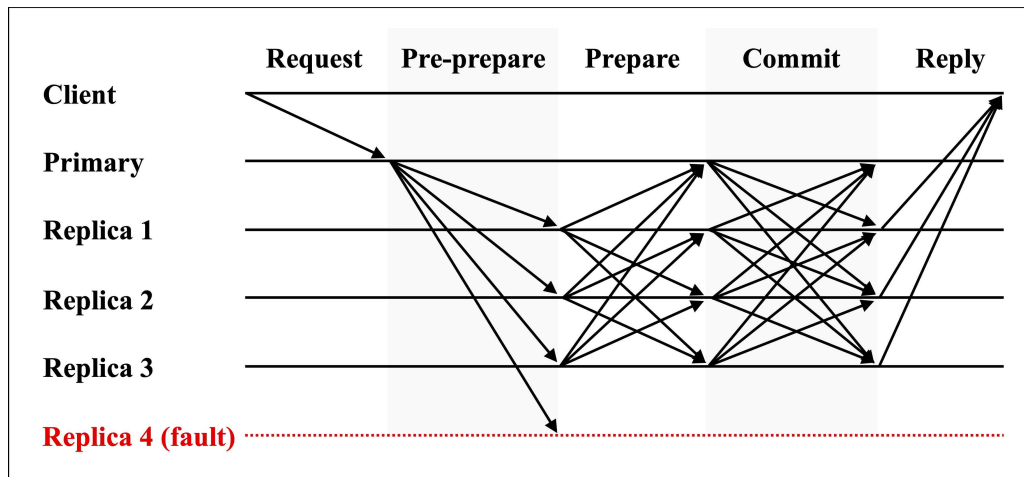 Request Pre-prepare Prepare Commit Reply
Client
Primary
Replica 1
Replica 2
Replica 3
Replica 4 (fault)